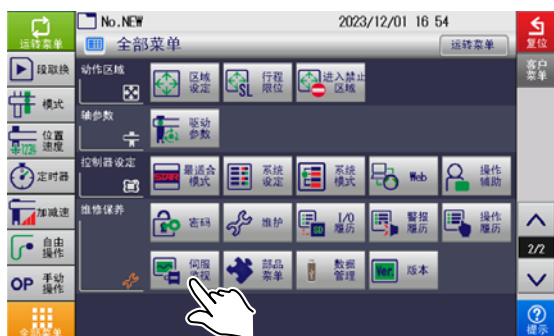 No.NEW
2023/12/01 16 54
运转菜单
全部菜单
运转菜单
复位
段取换
模式
位置
速度
定时器
加减速
自由
操作
OP
手动
操作
全部菜单
动作区域
区域
设定
SL
行程
限位
进入禁止
区域
轴参数
驱动
参数
控制器设定
STAR
最适合
模式
系统
设定
系统
模式
Web
操作
辅助
维修保养
密码
维护
SD
I/O
履历
警报
履历
操作
履历
伺服
监视
部品
菜单
数据
管理
Ver.
版本
客户
菜单
2/2
提示